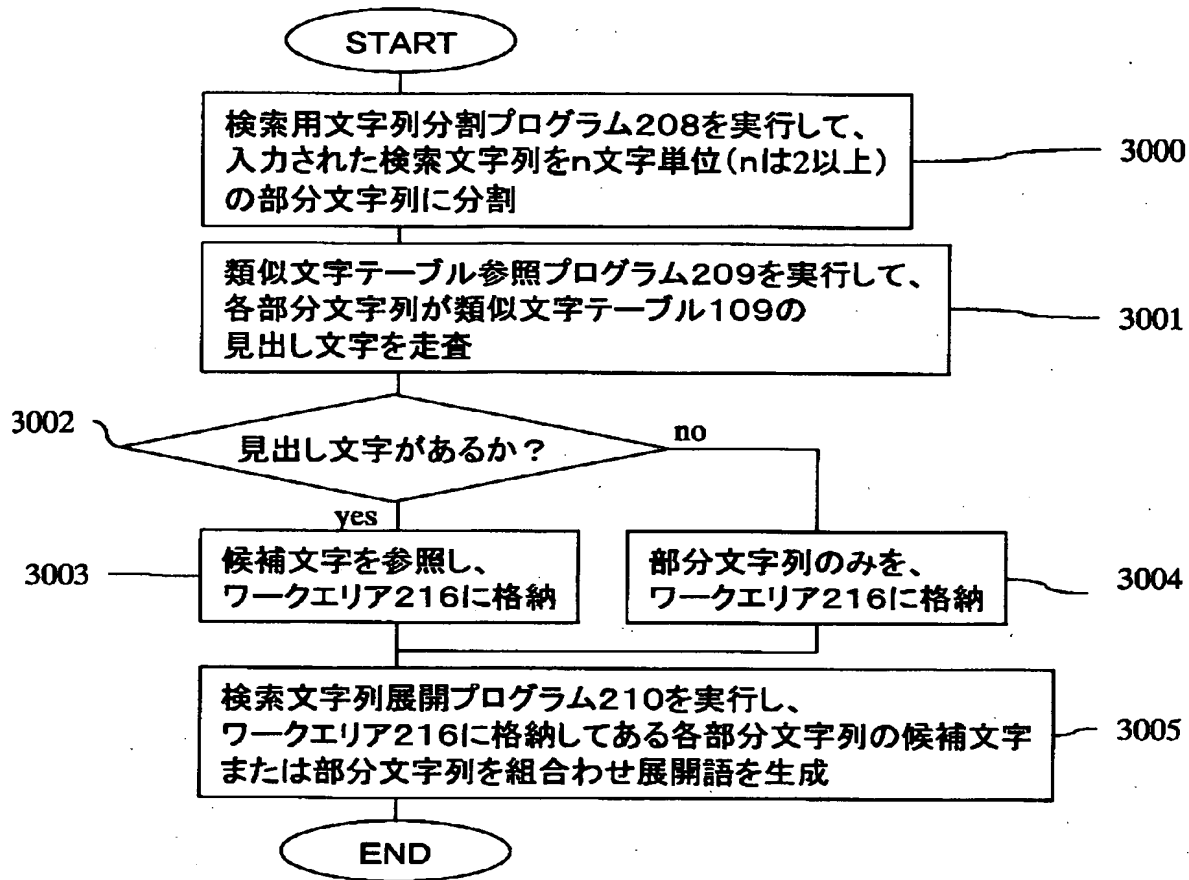 START
検索用文字列分割プログラム208を実行して、
入力された検索文字列をn文字単位(nは2以上)
の部分文字列に分割
3000
類似文字テーブル参照プログラム209を実行して、
各部分文字列が類似文字テーブル109の
見出し文字を走査
3001
3002
見出し文字があるか?
no
yes
候補文字を参照し、
ワークエリア216に格納
3003
部分文字列のみを、
ワークエリア216に格納
3004
検索文字列展開プログラム210を実行し、
ワークエリア216に格納してある各部分文字列の候補文字
または部分文字列を組合わせ展開語を生成
3005
END